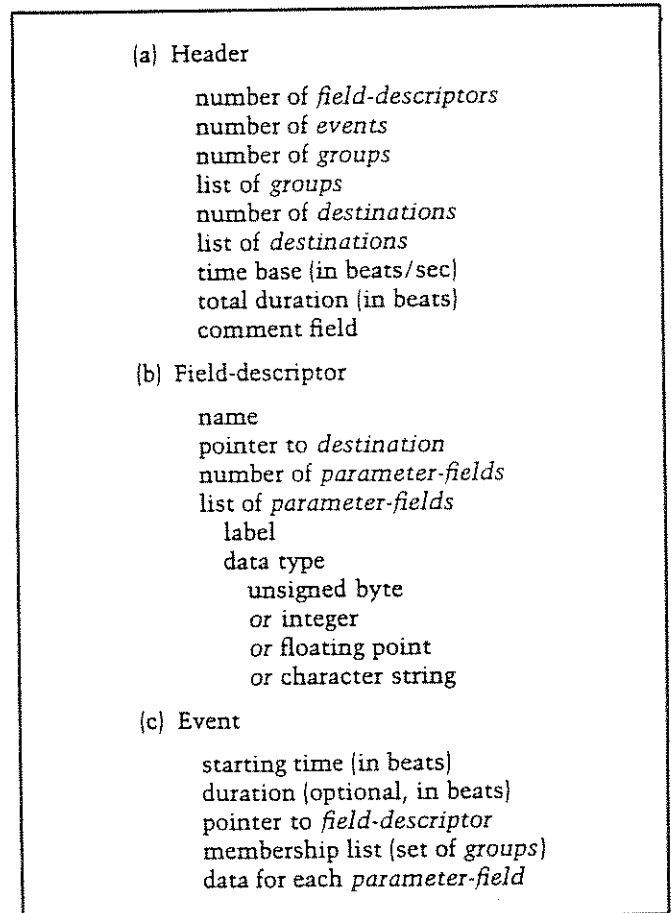 (a) Header
number of field-descriptors
number of events
number of groups
list of groups
number of destinations
list of destinations
time base (in beats/sec)
total duration (in beats)
comment field
(b) Field-descriptor
name
pointer to destination
number of parameter-fields
list of parameter-fields
label
data type
unsigned byte
or integer
or floating point
or character string
(c) Event
starting time (in beats)
duration (optional, in beats)
pointer to field-descriptor
membership list (set of groups)
data for each parameter-field